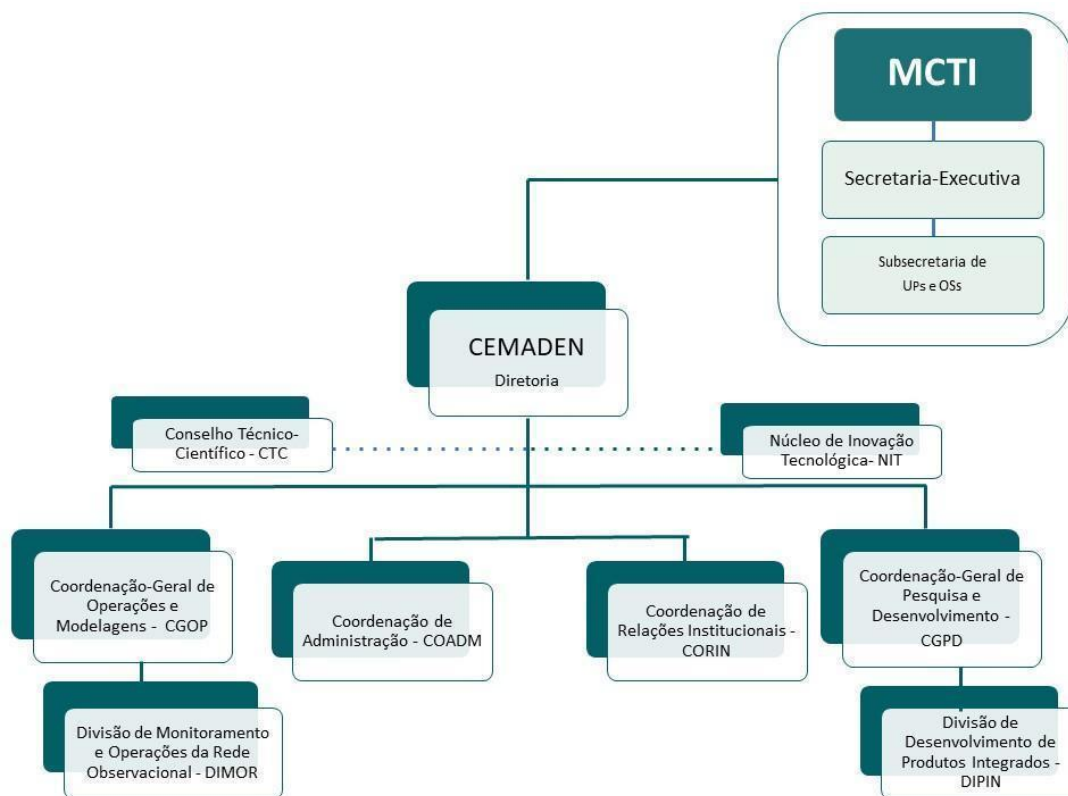 MCTI
Secretaria-Executiva
Subsecretaria de
UPs e OSs
CEMADEN
Diretoria
Conselho Técnico-
Científico - CTC
Núcleo de Inovação
Tecnológica- NIT
Coordenação-Geral de
Operações e
Modelagens - CGOP
Coordenação de
Administração - COADM
Coordenação de
Relações Institucionais -
CORIN
Coordenação-Geral de
Pesquisa e
Desenvolvimento -
CGPD
Divisão de Monitoramento
e Operações da Rede
Observacional - DIMOR
Divisão de
Desenvolvimento de
Produtos Integrados -
DIPIN